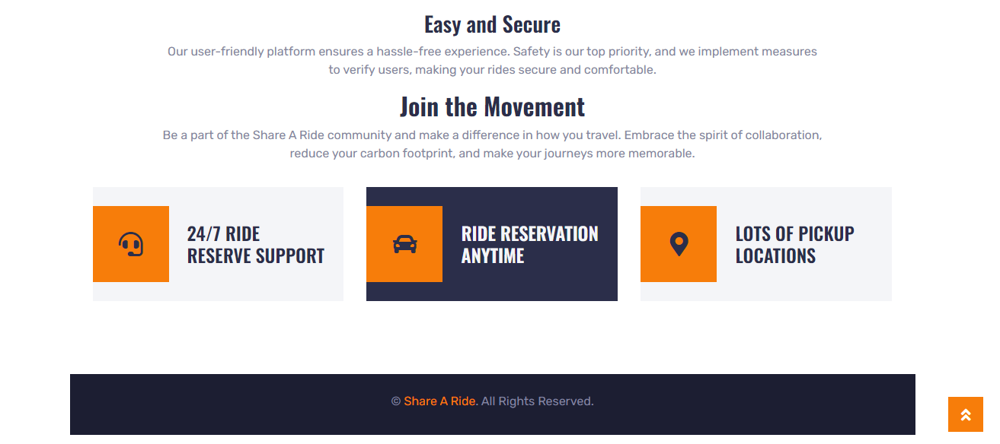 Easy and Secure
Our user-friendly platform ensures a hassle-free experience. Safety is our top priority, and we implement measures
to verify users, making your rides secure and comfortable.
Join the Movement
Be a part of the Share A Ride community and make a difference in how you travel. Embrace the spirit of collaboration,
reduce your carbon footprint, and make your journeys more memorable.
24/7 RIDE
RESERVE SUPPORT
RIDE RESERVATION
ANYTIME
LOTS OF PICKUP
LOCATIONS
© Share A Ride. All Rights Reserved.